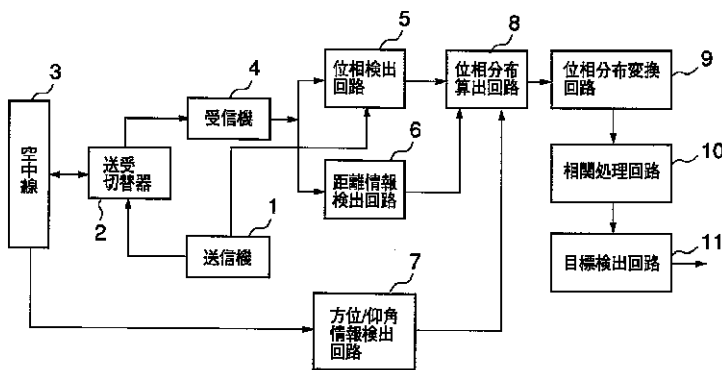 3
空中線
送受
切替器
2
4
受信機
1
送信機
5
位相検出
回路
6
距離情報
検出回路
7
方位/仰角
情報検出
回路
8
位相分布
算出回路
位相分布変換
回路
9
相関処理回路
10
目標検出回路
11